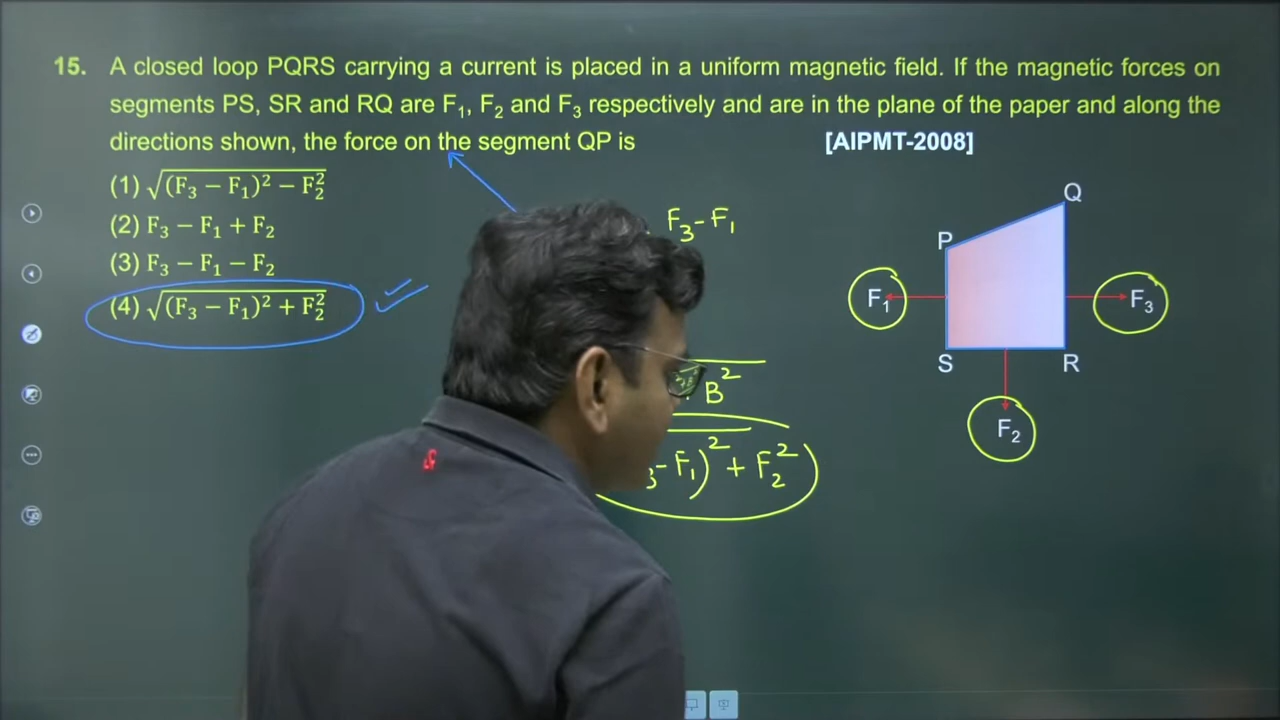 15. A closed loop PQRS carrying a current is placed in a uniform magnetic field. If the magnetic forces on
segments PS, SR and RQ are F₁, F₂ and F₃ respectively and are in the plane of the paper and along the
directions shown, the force on the segment QP is [AIPMT-2008]
(1) √(F₃ − F₁)² − F₂²
(2) F₃ − F₁ + F₂
(3) F₃ − F₁ − F₂
(4) √(F₃ − F₁)² + F₂²
F₃-F₁
B²
3-F₁)² + F₂²
Q
P
F₁
F₃
S
R
F₂